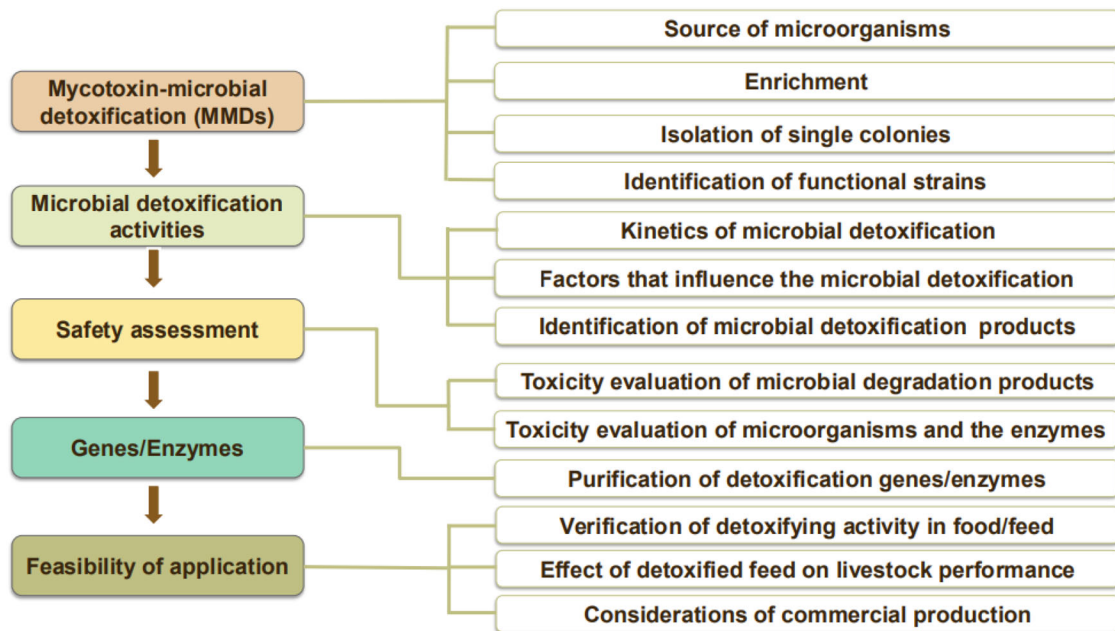 Mycotoxin-microbial
detoxification (MMDs)
Source of microorganisms
Enrichment
Isolation of single colonies
Identification of functional strains
Microbial detoxification
activities
Kinetics of microbial detoxification
Factors that influence the microbial detoxification
Identification of microbial detoxification products
Safety assessment
Toxicity evaluation of microbial degradation products
Toxicity evaluation of microorganisms and the enzymes
Genes/Enzymes
Purification of detoxification genes/enzymes
Feasibility of application
Verification of detoxifying activity in food/feed
Effect of detoxified feed on livestock performance
Considerations of commercial production